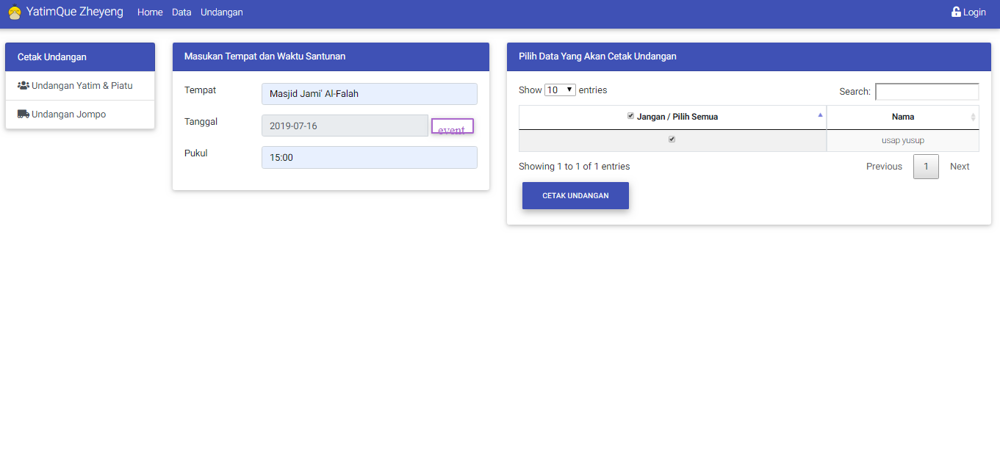 YatimQue Zheyeng Home Data Undangan Login
Cetak Undangan
Undangan Yatim & Piatu
Undangan Jompo
Masukan Tempat dan Waktu Santunan
Tempat Masjid Jami' Al-Falah
Tanggal 2019-07-16 event
Pukul 15:00
Pilih Data Yang Akan Cetak Undangan
Show 10 entries Search:
Jangan / Pilih Semua Nama
usap yusup
Showing 1 to 1 of 1 entries Previous 1 Next
CETAK UNDANGAN